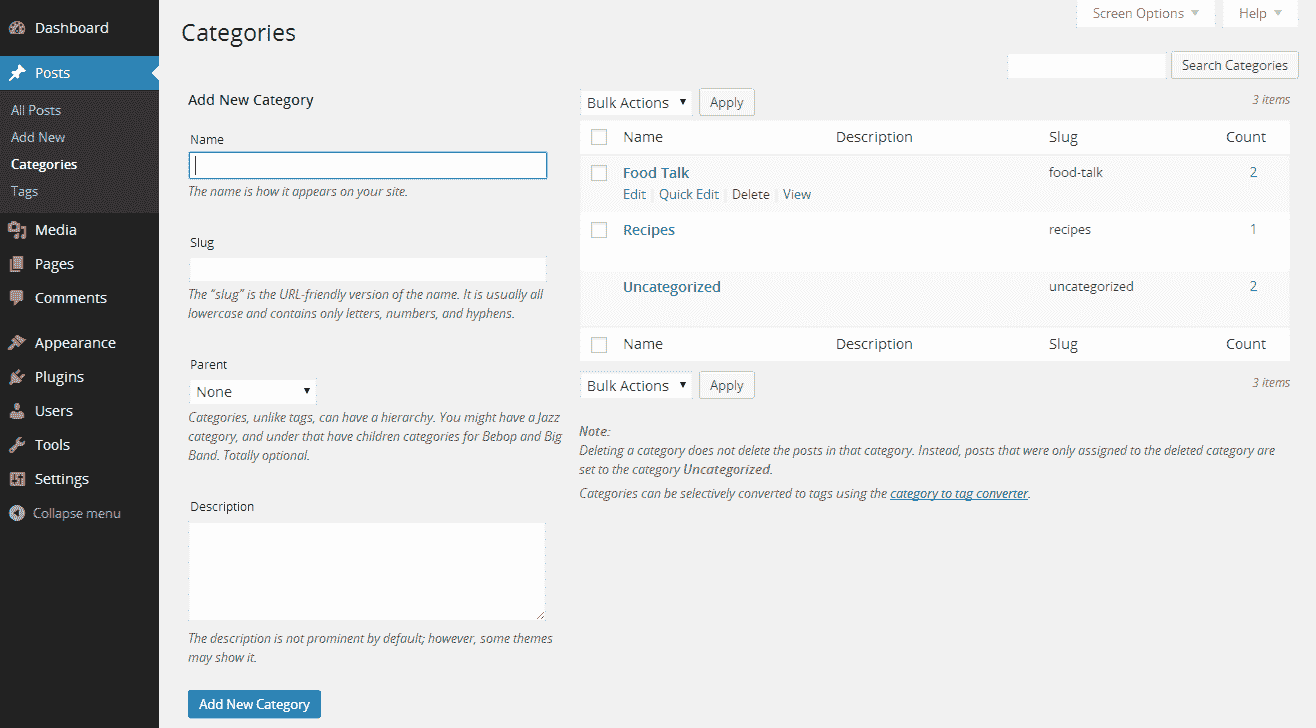 Dashboard
Posts
All Posts
Add New
Categories
Tags
Media
Pages
Comments
Appearance
Plugins
Users
Tools
Settings
Collapse menu
Screen Options
Help
Categories
Search Categories
Add New Category
Name
The name is how it appears on your site.
Slug
The “slug” is the URL-friendly version of the name. It is usually all
lowercase and contains only letters, numbers, and hyphens.
Parent
None
Categories, unlike tags, can have a hierarchy. You might have a Jazz
category, and under that have children categories for Bebop and Big
Band. Totally optional.
Description
The description is not prominent by default; however, some themes
may show it.
Add New Category
Bulk Actions Apply 3 items
Name Description Slug Count
Food Talk food-talk 2
Edit | Quick Edit | Delete | View
Recipes recipes 1
Uncategorized uncategorized 2
Name Description Slug Count
Bulk Actions Apply 3 items
Note:
Deleting a category does not delete the posts in that category. Instead, posts that were only assigned to the deleted category are
set to the category Uncategorized.
Categories can be selectively converted to tags using the category to tag converter.